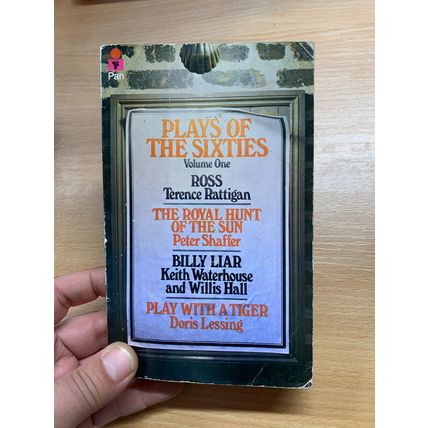 Pan
PLAYS OF
THE SIXTIES
Volume One
ROSS
Terence Rattigan
THE ROYAL HUNT
OF THE SUN
Peter Shaffer
BILLY LIAR
Keith Waterhouse
and Willis Hall
PLAY WITH A TIGER
Doris Lessing